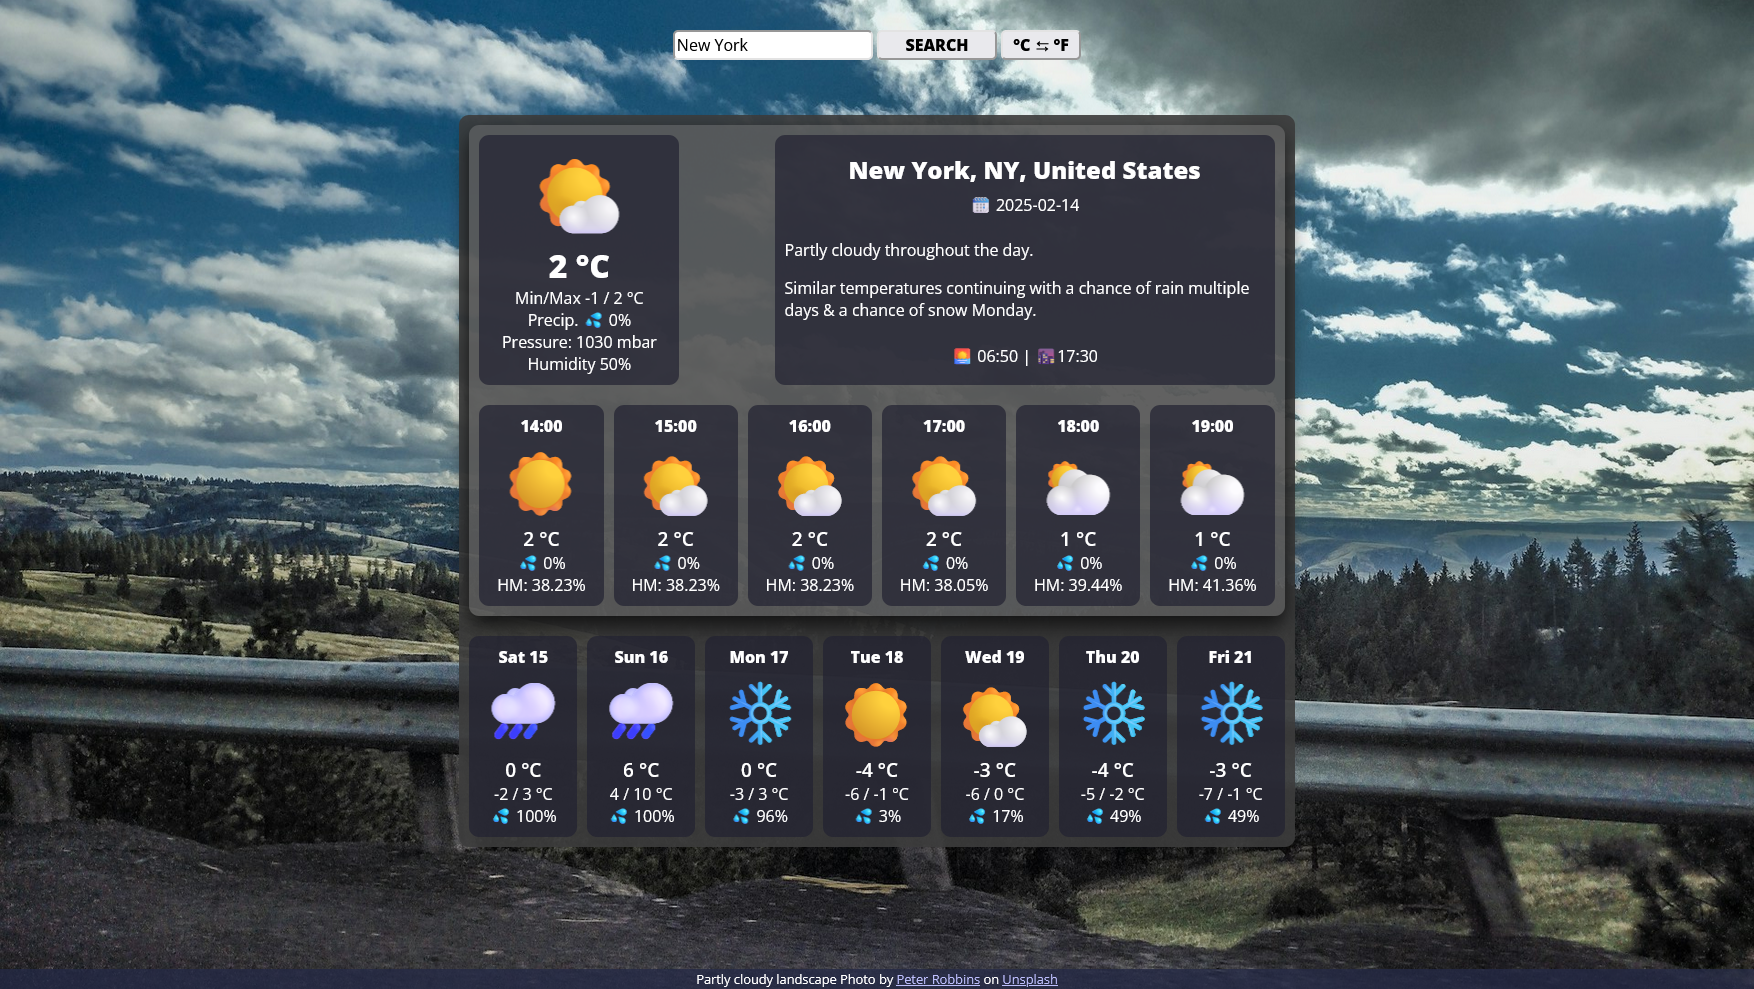 New York SEARCH °C ⇆ °F
2 °C
Min/Max -1 / 2 °C
Precip. 💦 0%
Pressure: 1030 mbar
Humidity 50%
New York, NY, United States
2025-02-14
Partly cloudy throughout the day.
Similar temperatures continuing with a chance of rain multiple
days & a chance of snow Monday.
06:50 | 17:30
14:00 15:00 16:00 17:00 18:00 19:00
2 °C 2 °C 2 °C 2 °C 1 °C 1 °C
💦 0% 💦 0% 💦 0% 💦 0% 💦 0% 💦 0%
HM: 38.23% HM: 38.23% HM: 38.23% HM: 38.05% HM: 39.44% HM: 41.36%
Sat 15 Sun 16 Mon 17 Tue 18 Wed 19 Thu 20 Fri 21
0 °C 6 °C 0 °C -4 °C -3 °C -4 °C -3 °C
-2 / 3 °C 4 / 10 °C -3 / 3 °C -6 / -1 °C -6 / 0 °C -5 / -2 °C -7 / -1 °C
💦 100% 💦 100% 💦 96% 💦 3% 💦 17% 💦 49% 💦 49%
Partly cloudy landscape Photo by Peter Robbins on Unsplash